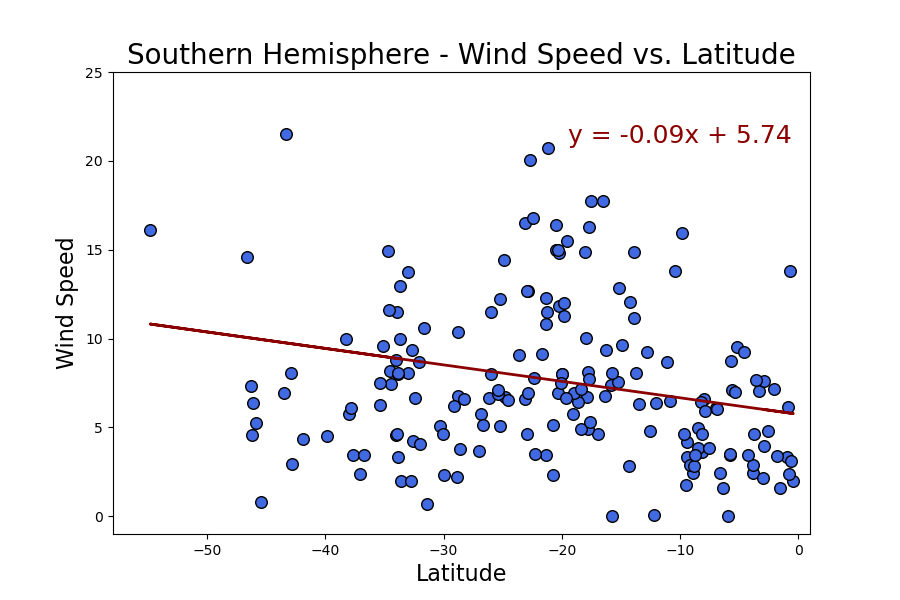 Southern Hemisphere - Wind Speed vs. Latitude
25
20
15
10
5
0
Wind Speed
y = -0.09x + 5.74
−50 −40 −30 −20 −10 0
Latitude